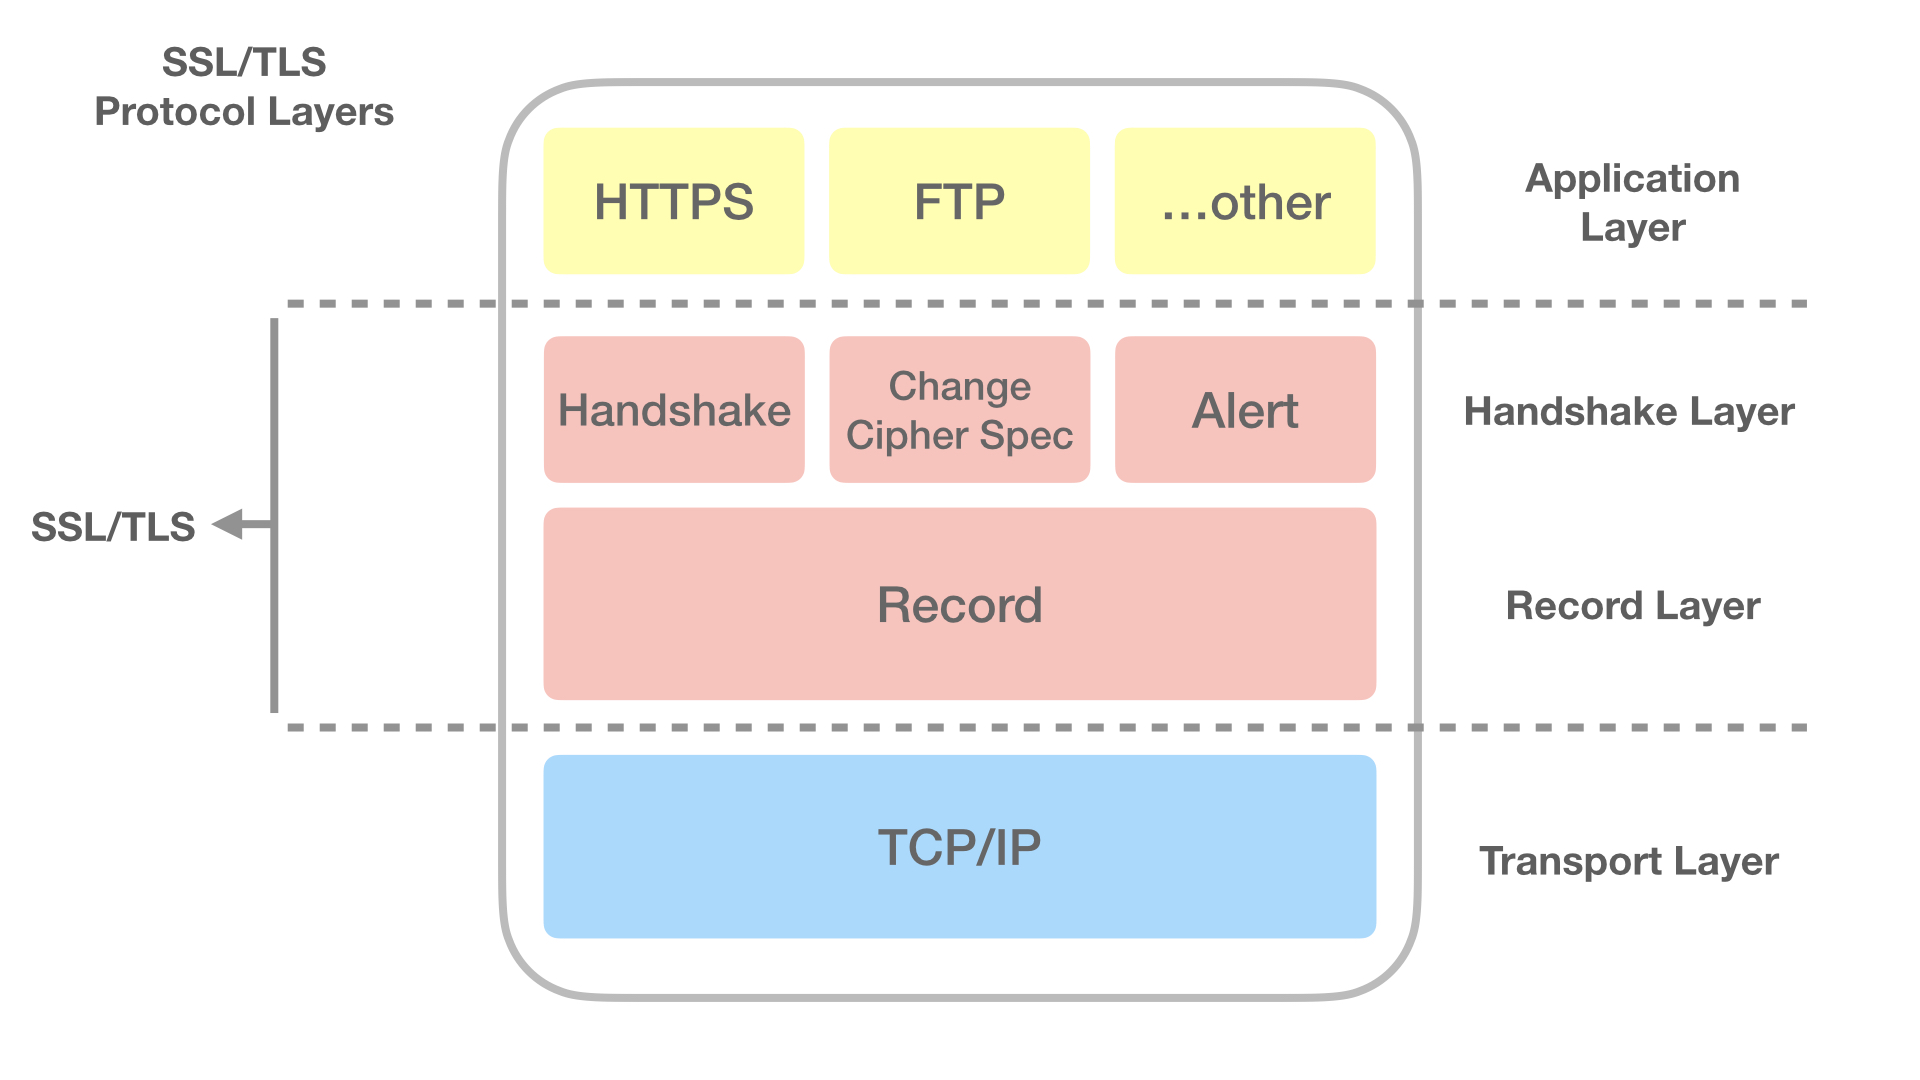 SSL/TLS
Protocol Layers
HTTPS
FTP
...other
Application
Layer
Handshake
Change
Cipher Spec
Alert
Handshake Layer
SSL/TLS
Record
Record Layer
TCP/IP
Transport Layer